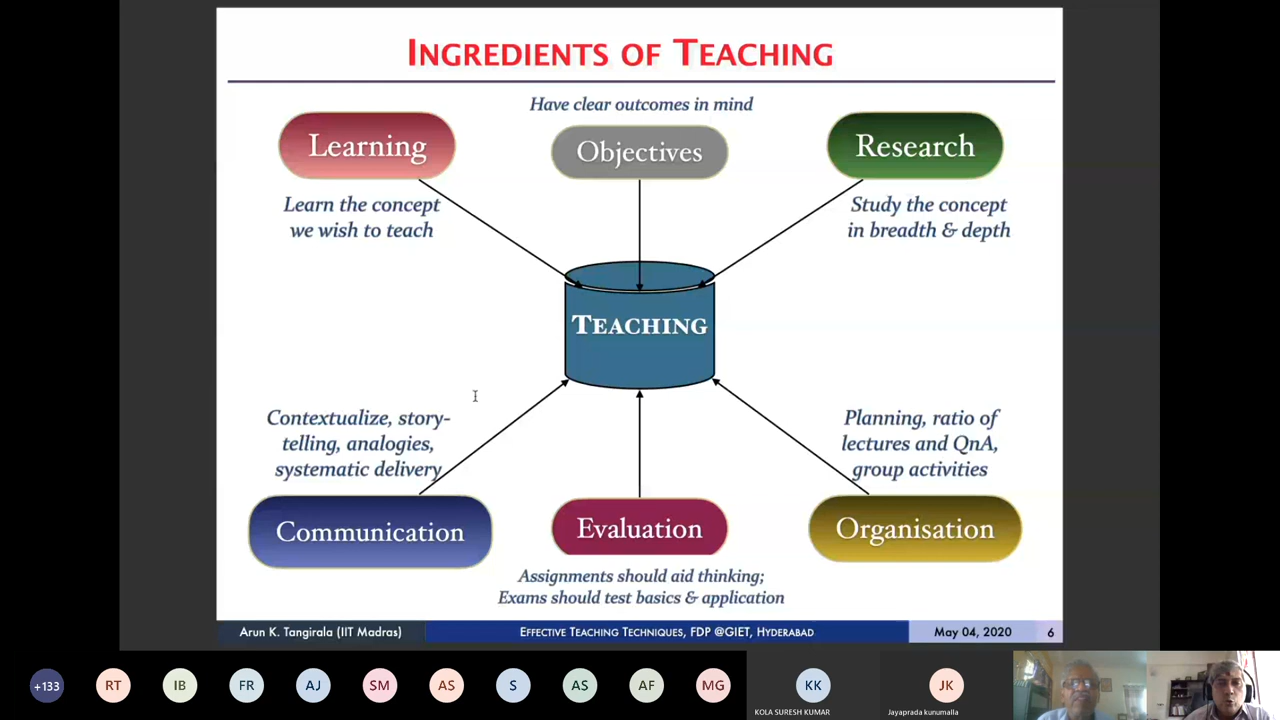 INGREDIENTS OF TEACHING
Have clear outcomes in mind
Learning
Objectives
Research
Learn the concept
we wish to teach
Study the concept
in breadth & depth
TEACHING
Contextualize, story-
telling, analogies,
systematic delivery
Planning, ratio of
lectures and QnA,
group activities
Communication
Evaluation
Organisation
Assignments should aid thinking;
Exams should test basics & application
Arun K. Tangirala (IIT Madras)
EFFECTIVE TEACHING TECHNIQUES, FDP @GIET, HYDERABAD
May 04, 2020
6
+133
RT
IB
FR
AJ
SM
AS
S
AS
AF
MG
KK
JK
KOLA SURESH KUMAR
Jayaprada kunumalla